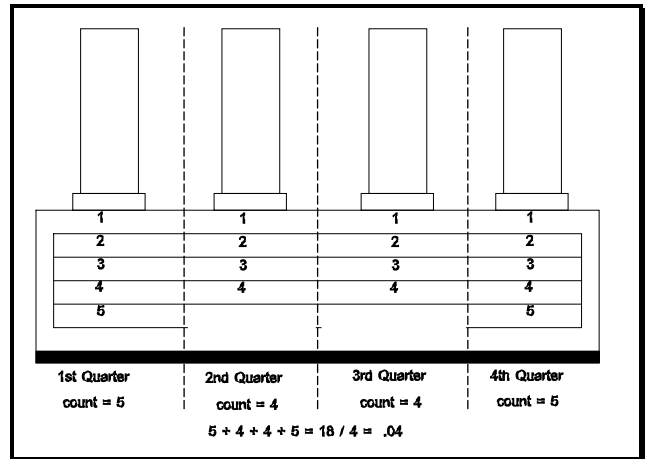 1 1 1 1
2 2 2 2
3 3 3 3
4 4 4 4
5 5
1st Quarter 2nd Quarter 3rd Quarter 4th Quarter
count = 5 count = 4 count = 4 count = 5
5 + 4 + 4 + 5 = 18 / 4 = .04